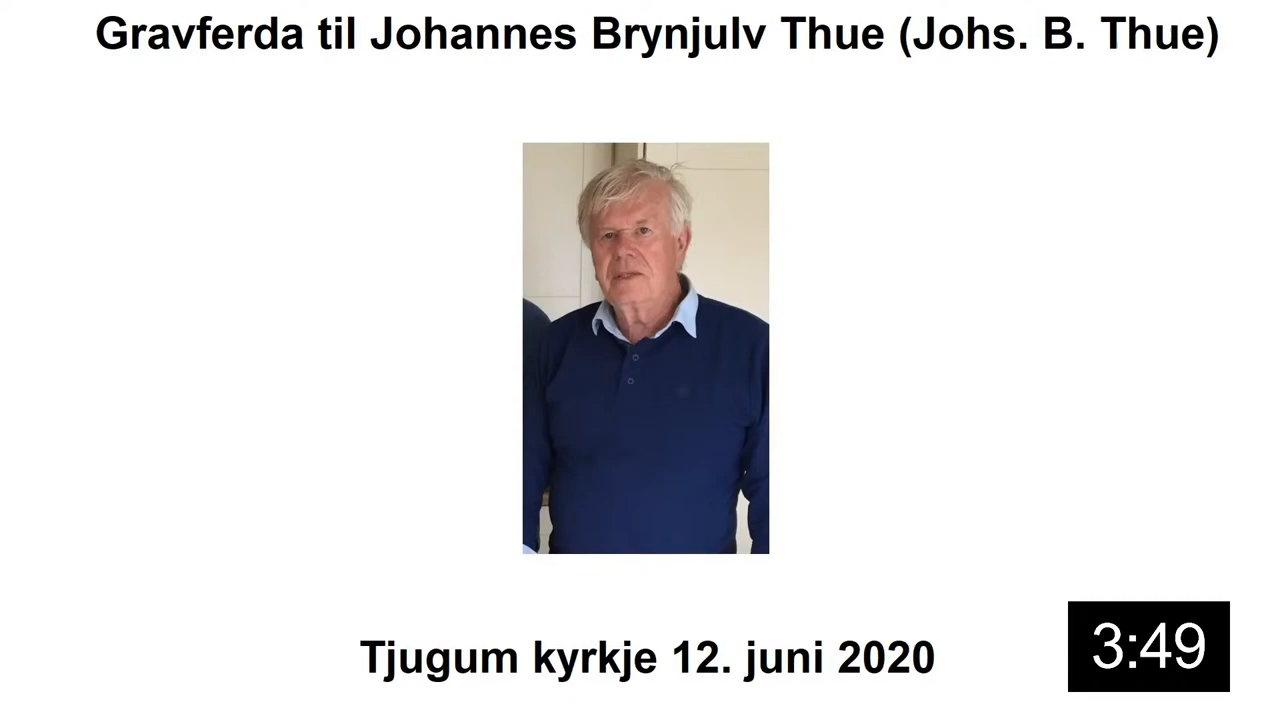 Gravferda til Johannes Brynjulv Thue (Johs. B. Thue)
Tjugum kyrkje 12. juni 2020
3:49